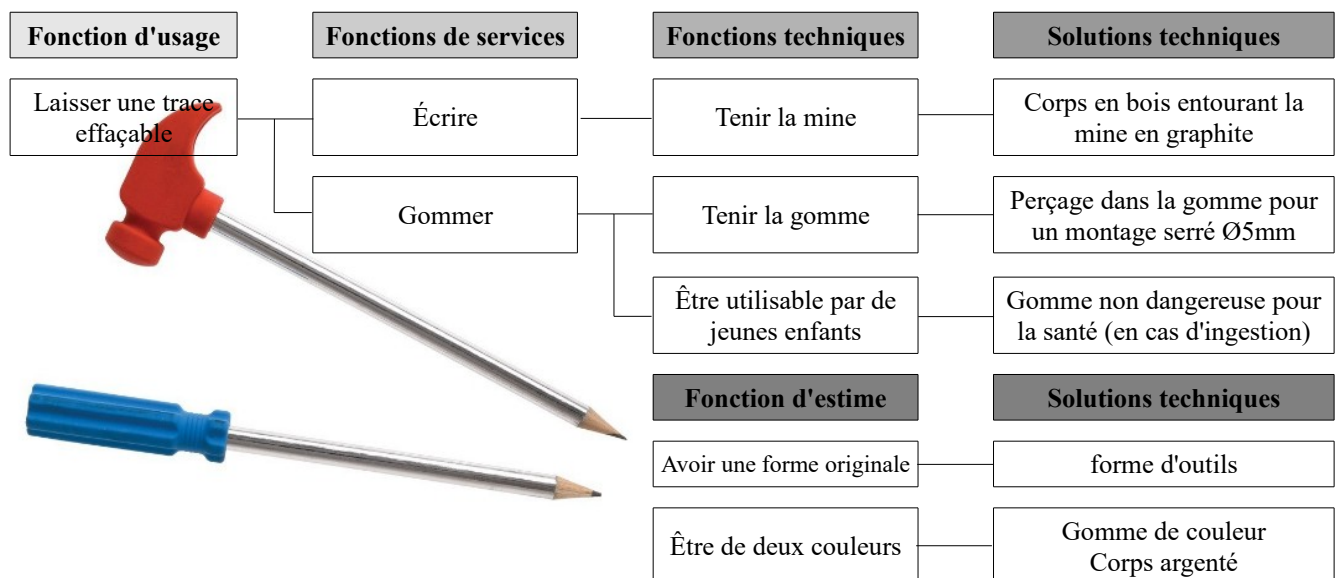 Fonction d'usage
Fonctions de services
Fonctions techniques
Solutions techniques
Laisser une trace
effaçable
Écrire
Tenir la mine
Corps en bois entourant la
mine en graphite
Gommer
Tenir la gomme
Perçage dans la gomme pour
un montage serré Ø5mm
Être utilisable par de
jeunes enfants
Gomme non dangereuse pour
la santé (en cas d'ingestion)
Fonction d'estime
Solutions techniques
Avoir une forme originale
forme d'outils
Être de deux couleurs
Gomme de couleur
Corps argenté